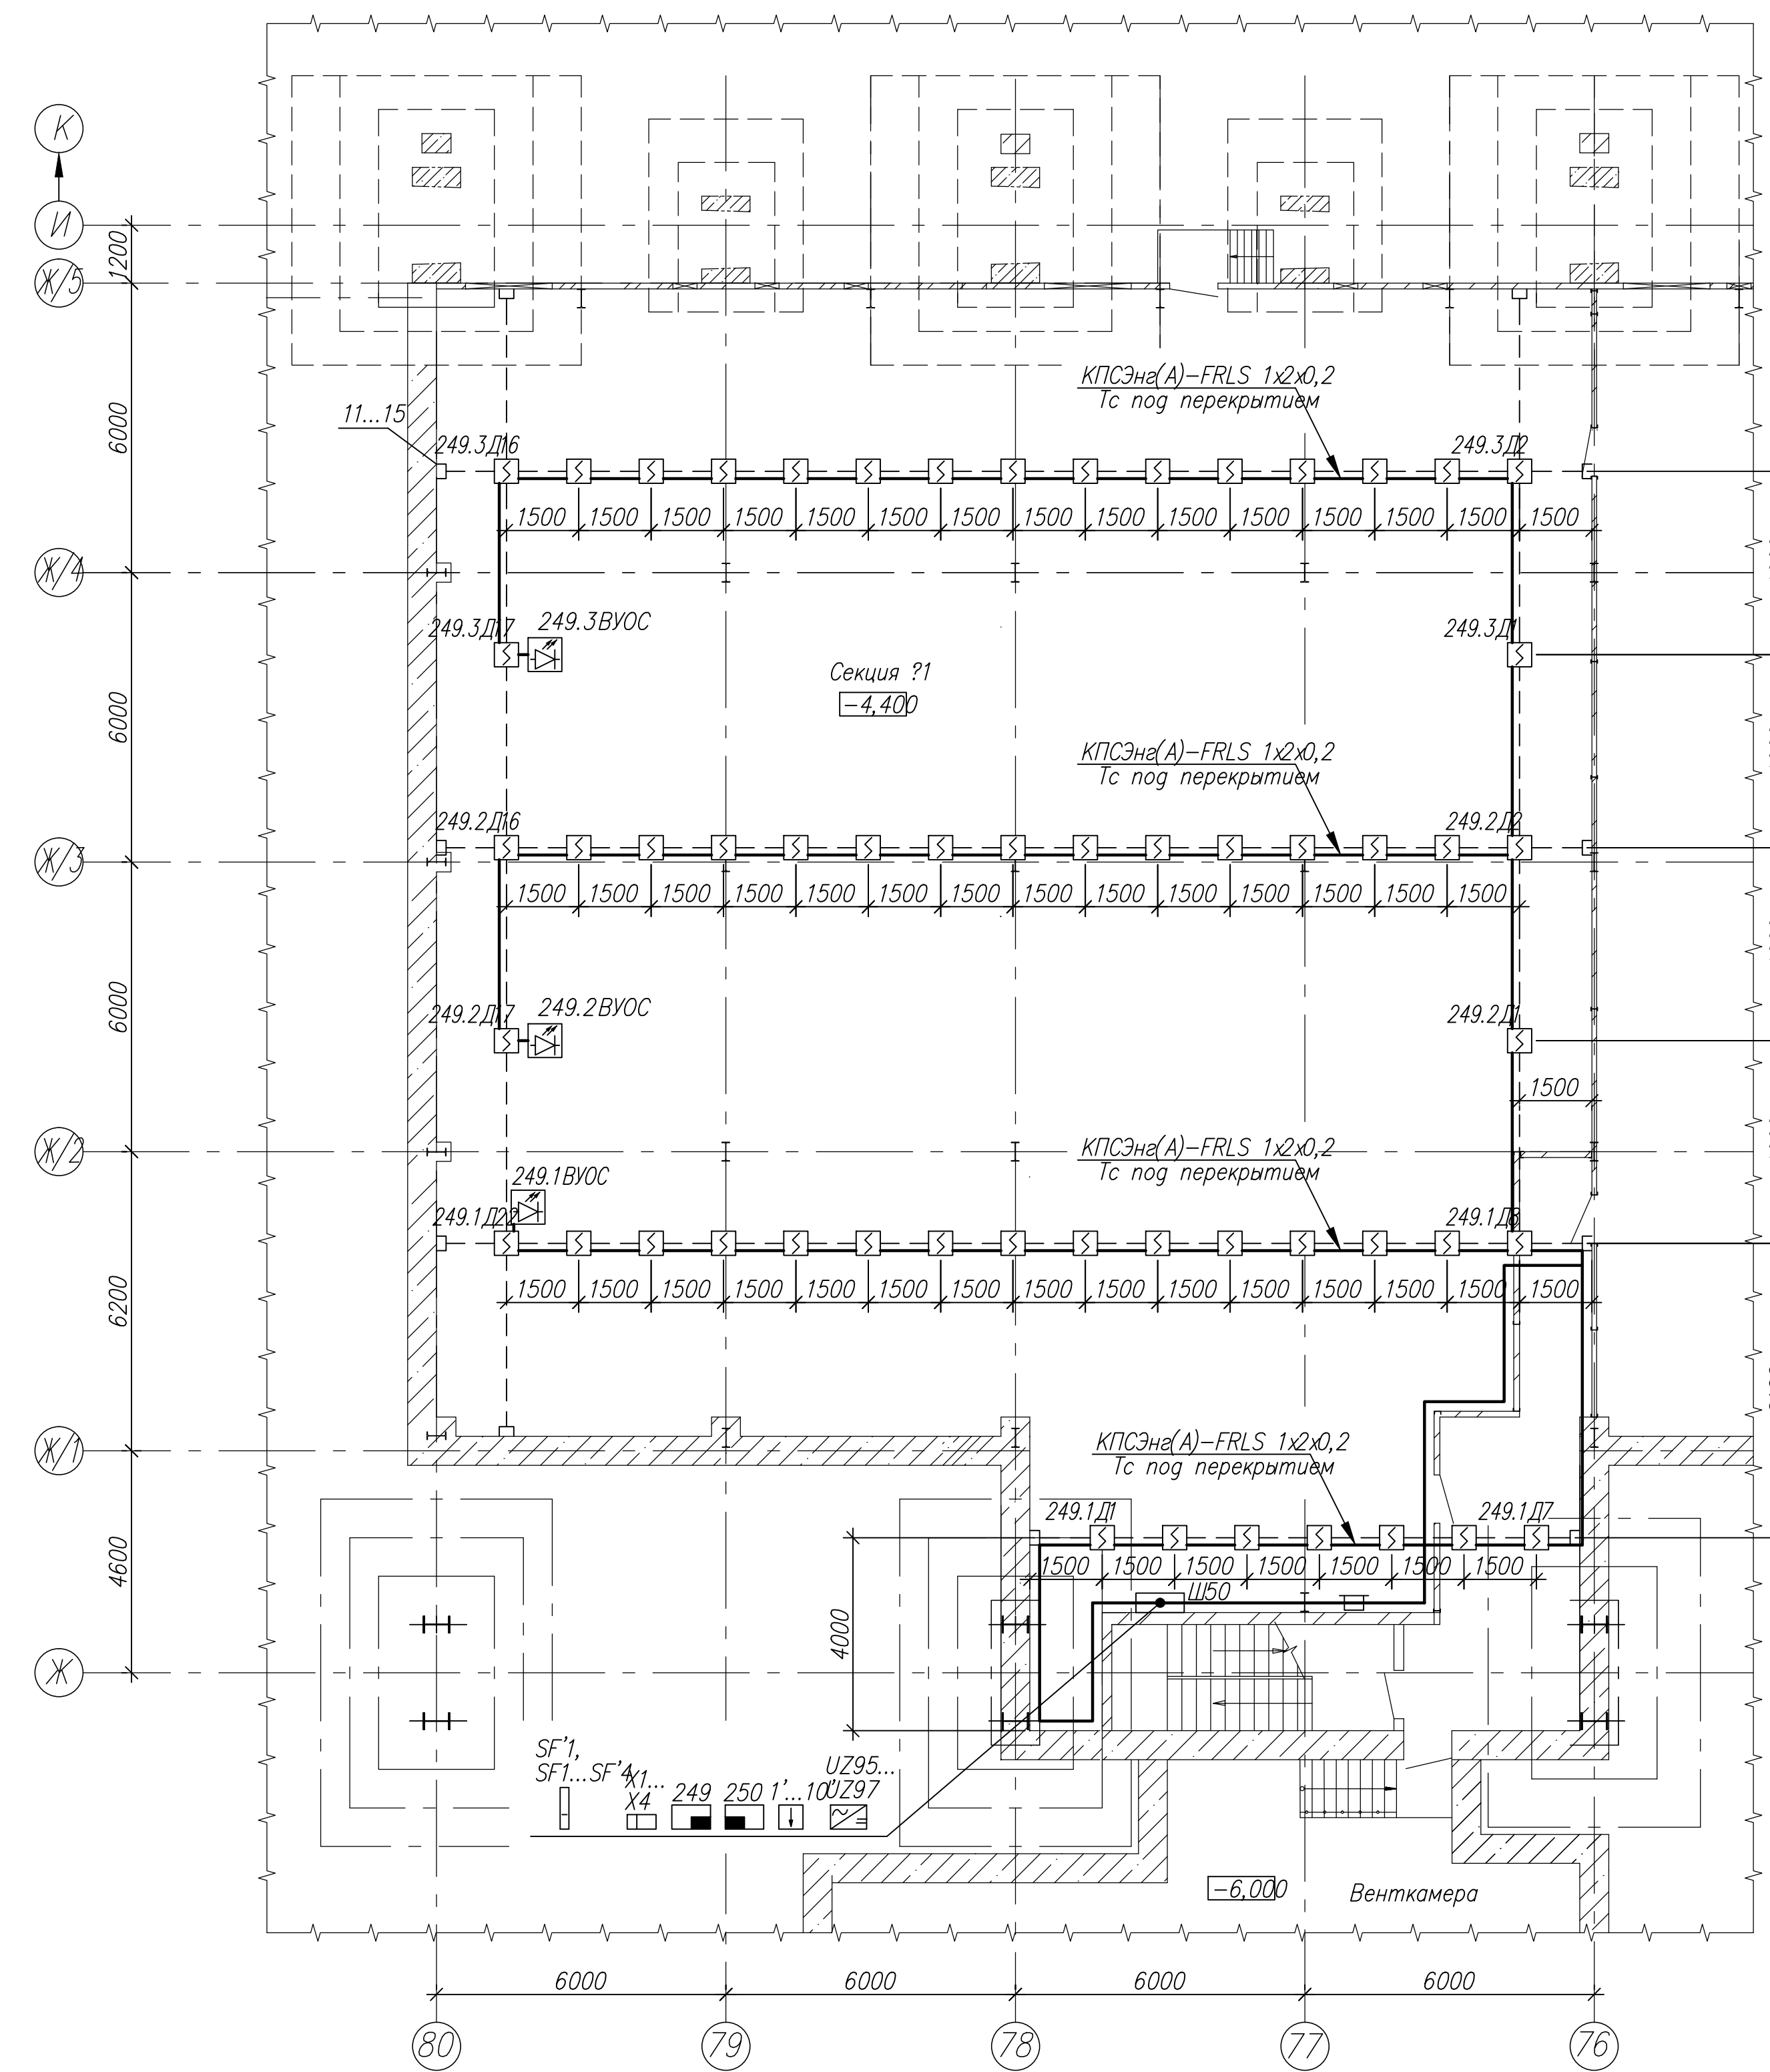 К
И
1200
Ж/5
КПСЭнг(А)-FRLS 1x2x0,2
Тс под перекрытием
6000
11...15
249.3Д16
249.3Д2
1500 1500 1500 1500 1500 1500 1500 1500 1500 1500 1500 1500 1500 1500 1500
Ж/4
249.3Д17
249.3ВУОС
249.3Д1
Секция ?1
-4,400
6000
КПСЭнг(А)-FRLS 1x2x0,2
Тс под перекрытием
249.2Д16
249.2Д2
Ж/3
1500 1500 1500 1500 1500 1500 1500 1500 1500 1500 1500 1500 1500 1500
6000
249.2Д17
249.2ВУОС
249.2Д1
1500
Ж/2
КПСЭнг(А)-FRLS 1x2x0,2
Тс под перекрытием
249.1ВУОС
249.1Д22
249.1Д8
1500 1500 1500 1500 1500 1500 1500 1500 1500 1500 1500 1500 1500 1500 1500
6200
Ж/1
КПСЭнг(А)-FRLS 1x2x0,2
Тс под перекрытием
249.1Д1
249.1Д7
1500 1500 1500 1500 1500 1500 1500
4600
Ш50
4000
Ж
SF'1,
SF1...SF'4
X1...
X4
249
250
1'...10'
UZ95...
UZ97
-6,000
Венткамера
6000 6000 6000 6000
80 79 78 77 76